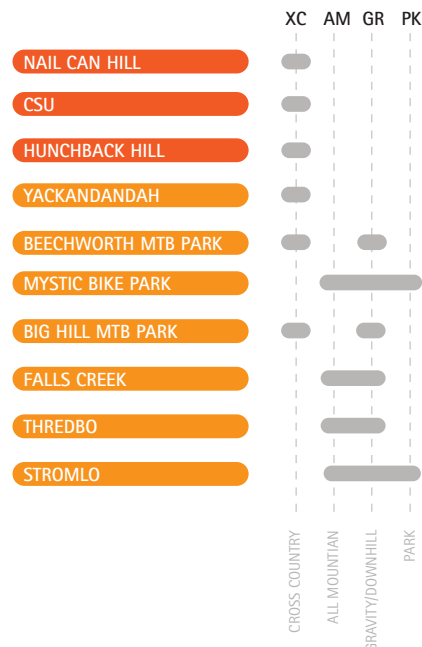 XC AM GR PK
NAIL CAN HILL
CSU
HUNCHBACK HILL
YACKANDANDAH
BEECHWORTH MTB PARK
MYSTIC BIKE PARK
BIG HILL MTB PARK
FALLS CREEK
THREDBO
STROMLO
CROSS COUNTRY
ALL MOUNTIAN
GRAVITY/DOWNHILL
PARK